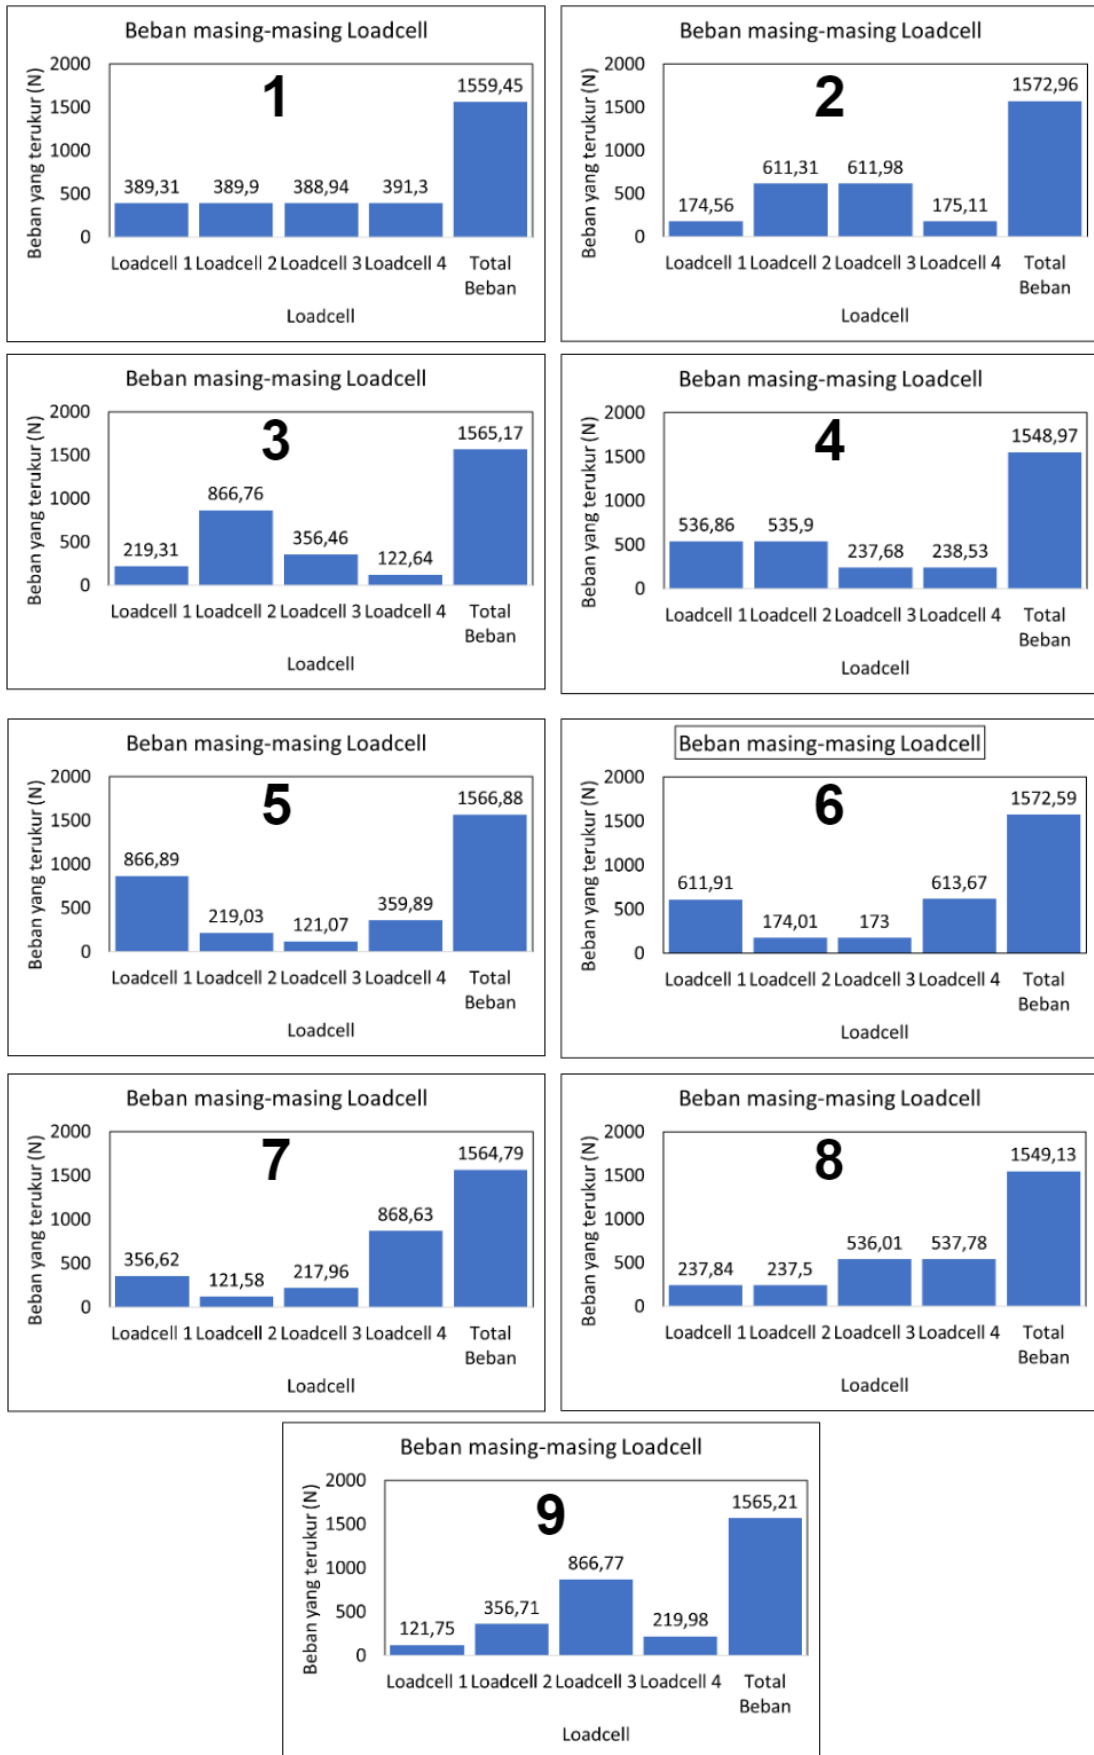 Beban masing-masing Loadcell
Beban yang terukur (N)
2000
1500
1000
500
0
1
389,31
389,9
388,94
391,3
1559,45
Loadcell 1 Loadcell 2 Loadcell 3 Loadcell 4 Total
Beban
Loadcell
Beban masing-masing Loadcell
Beban yang terukur (N)
2000
1500
1000
500
0
2
174,56
611,31
611,98
175,11
1572,96
Loadcell 1 Loadcell 2 Loadcell 3 Loadcell 4 Total
Beban
Loadcell
Beban masing-masing Loadcell
Beban yang terukur (N)
2000
1500
1000
500
0
3
219,31
866,76
356,46
122,64
1565,17
Loadcell 1 Loadcell 2 Loadcell 3 Loadcell 4 Total
Beban
Loadcell
Beban masing-masing Loadcell
Beban yang terukur (N)
2000
1500
1000
500
0
4
536,86
535,9
237,68
238,53
1548,97
Loadcell 1 Loadcell 2 Loadcell 3 Loadcell 4 Total
Beban
Loadcell
Beban masing-masing Loadcell
Beban yang terukur (N)
2000
1500
1000
500
0
5
866,89
219,03
121,07
359,89
1566,88
Loadcell 1 Loadcell 2 Loadcell 3 Loadcell 4 Total
Beban
Loadcell
Beban masing-masing Loadcell
Beban yang terukur (N)
2000
1500
1000
500
0
6
611,91
174,01
173
613,67
1572,59
Loadcell 1 Loadcell 2 Loadcell 3 Loadcell 4 Total
Beban
Loadcell
Beban masing-masing Loadcell
Beban yang terukur (N)
2000
1500
1000
500
0
7
356,62
121,58
217,96
868,63
1564,79
Loadcell 1 Loadcell 2 Loadcell 3 Loadcell 4 Total
Beban
Loadcell
Beban masing-masing Loadcell
Beban yang terukur (N)
2000
1500
1000
500
0
8
237,84
237,5
536,01
537,78
1549,13
Loadcell 1 Loadcell 2 Loadcell 3 Loadcell 4 Total
Beban
Loadcell
Beban masing-masing Loadcell
Beban yang terukur (N)
2000
1500
1000
500
0
9
121,75
356,71
866,77
219,98
1565,21
Loadcell 1 Loadcell 2 Loadcell 3 Loadcell 4 Total
Beban
Loadcell